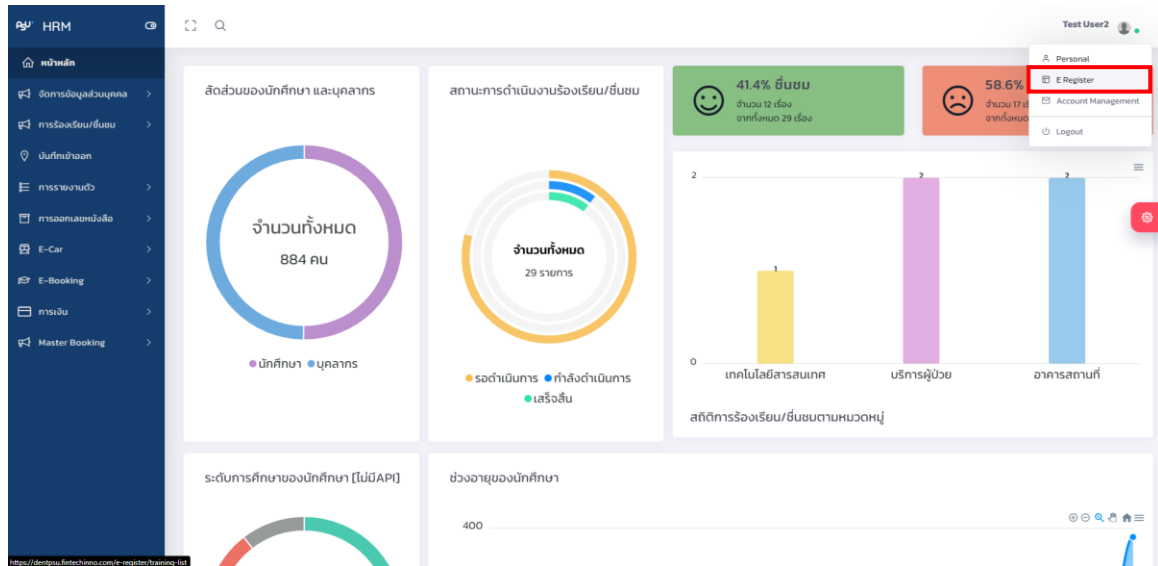 PSU HRM
หน้าหลัก
จัดการข้อมูลส่วนบุคคล
การร้องเรียน/ชื่นชม
บันทึกเข้าออก
การรายงานตัว
การออกเลขหนังสือ
E-Car
E-Booking
การเงิน
Master Booking
Test User2
Personal
E Register
Account Management
Logout
สัดส่วนของนักศึกษา และบุคลากร
จำนวนทั้งหมด
884 คน
นักศึกษา บุคลากร
สถานะการดำเนินงานร้องเรียน/ชื่นชม
จำนวนทั้งหมด
29 รายการ
รอดำเนินการ กำลังดำเนินการ
เสร็จสิ้น
41.4% ชื่นชม
จำนวน 12 เรื่อง
จากทั้งหมด 29 เรื่อง
58.6%
จำนวน 17
จากทั้งหมด
2
2
2
1
0
เทคโนโลยีสารสนเทศ บริการผู้ป่วย อาคารสถานที่
สถิติการร้องเรียน/ชื่นชมตามหมวดหมู่
ระดับการศึกษาของนักศึกษา [ไม่มีAPI]
ช่วงอายุของนักศึกษา
400
https://dentpsu.fintechinno.com/e-register/training-list